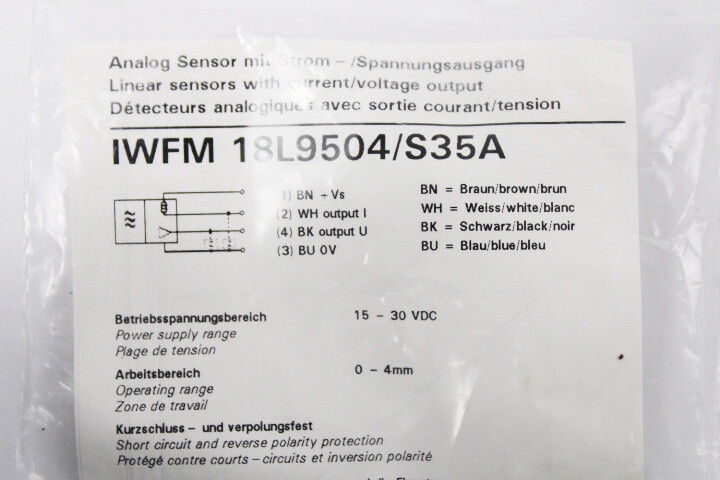 Analog Sensor mit Strom - /Spannungsausgang
Linear sensors with current/voltage output
Détecteurs analogiques avec sortie courant/tension
IWFM 18L9504/S35A
(1) BN + Vs
(2) WH output I
(4) BK output U
(3) BU 0V
BN = Braun/brown/brun
WH = Weiss/white/blanc
BK = Schwarz/black/noir
BU = Blau/blue/bleu
Betriebsspannungsbereich 15 - 30 VDC
Power supply range
Plage de tension
Arbeitsbereich 0 - 4mm
Operating range
Zone de travail
Kurzschluss - und verpolungsfest
Short circuit and reverse polarity protection
Protégé contre courts - circuits et inversion polarité